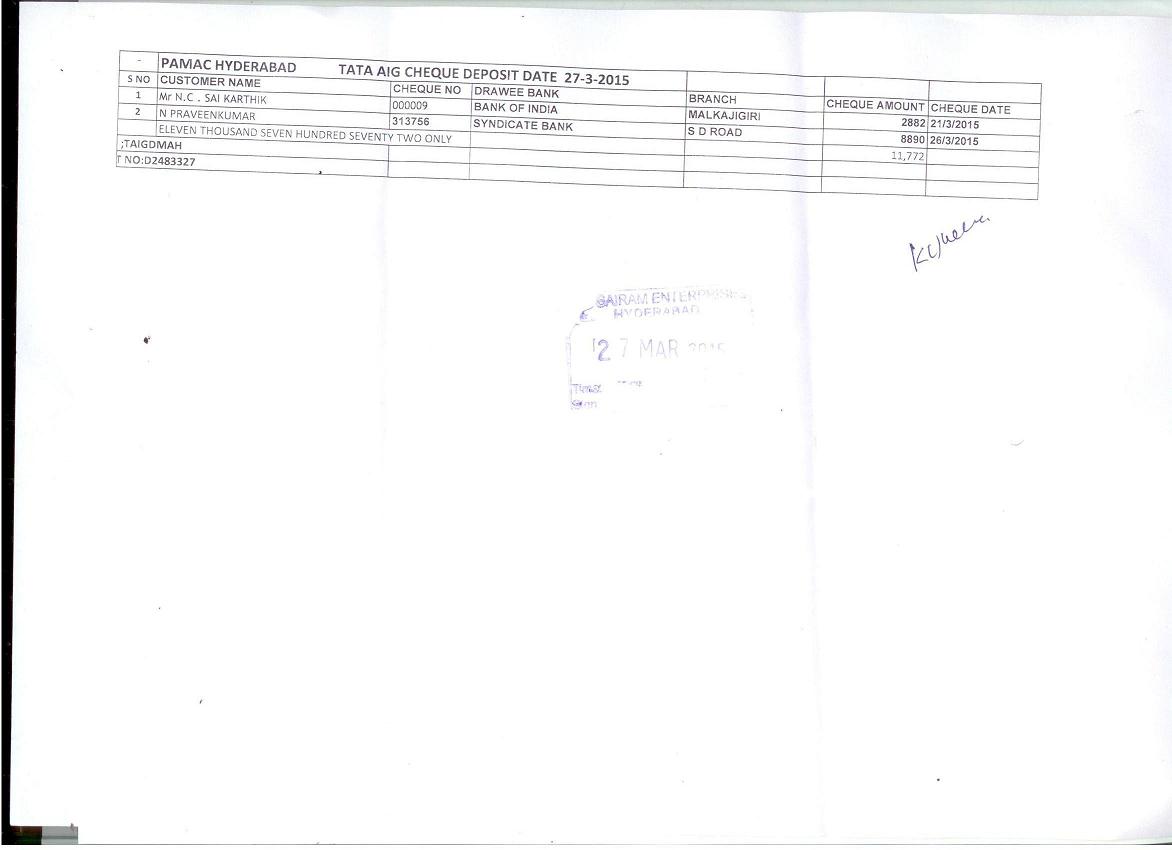 - PAMAC HYDERABAD TATA AIG CHEQUE DEPOSIT DATE 27-3-2015
S NO CUSTOMER NAME CHEQUE NO DRAWEE BANK BRANCH CHEQUE AMOUNT CHEQUE DATE
1 Mr N.C . SAI KARTHIK 000009 BANK OF INDIA MALKAJIGIRI 2882 21/3/2015
2 N PRAVEENKUMAR 313756 SYNDICATE BANK S D ROAD 8890 26/3/2015
ELEVEN THOUSAND SEVEN HUNDRED SEVENTY TWO ONLY 11,772
;TAIGDMAH
T NO:D2483327
SAIRAM ENTERPRISES
HYDERABAD
27 MAR 2015
Time:
Sign